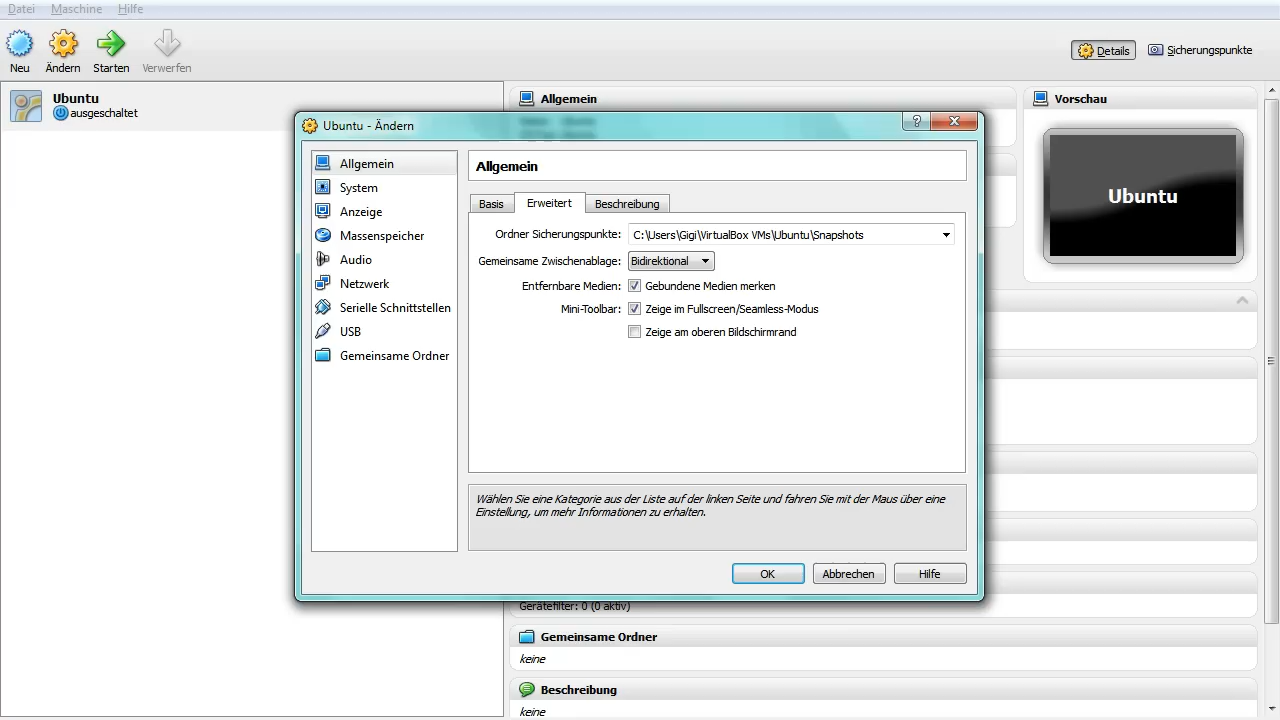 Datei Maschine Hilfe
Neu Ändern Starten Verwerfen
Details Sicherungspunkte
Ubuntu
ausgeschaltet
Allgemein
Vorschau
Ubuntu
Ubuntu - Ändern
?
Allgemein
System
Anzeige
Massenspeicher
Audio
Netzwerk
Serielle Schnittstellen
USB
Gemeinsame Ordner
Allgemein
Basis Erweitert Beschreibung
Ordner Sicherungspunkte: C:\Users\Gigi\VirtualBox VMs\Ubuntu\Snapshots
Gemeinsame Zwischenablage: Bidirektional
Entfernbare Medien: Gebundene Medien merken
Mini-Toolbar: Zeige im Fullscreen/Seamless-Modus
Zeige am oberen Bildschirmrand
Wählen Sie eine Kategorie aus der Liste auf der linken Seite und fahren Sie mit der Maus über eine
Einstellung, um mehr Informationen zu erhalten.
OK Abbrechen Hilfe
Gerätefilter: 0 (0 aktiv)
Gemeinsame Ordner
keine
Beschreibung
keine